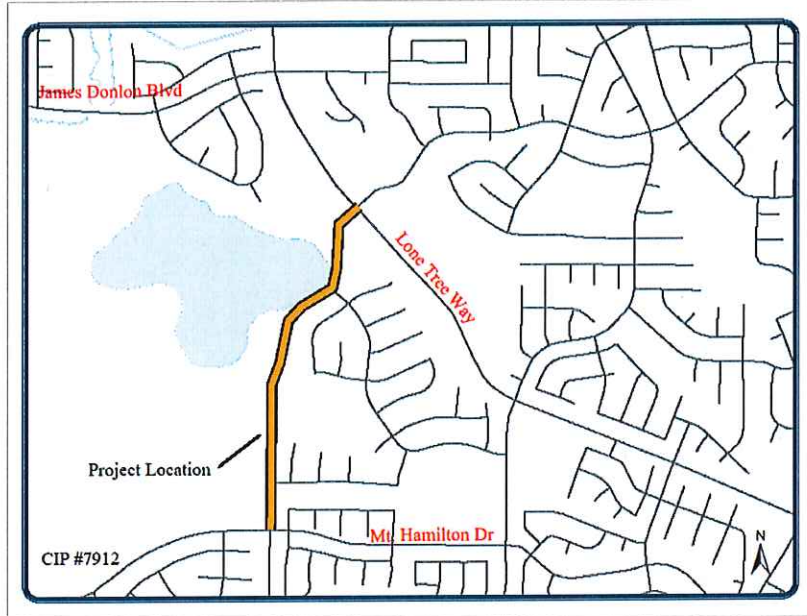 James Donlon Blvd
Lone Tree Way
Project Location
Mt. Hamilton Dr
CIP #7912
N